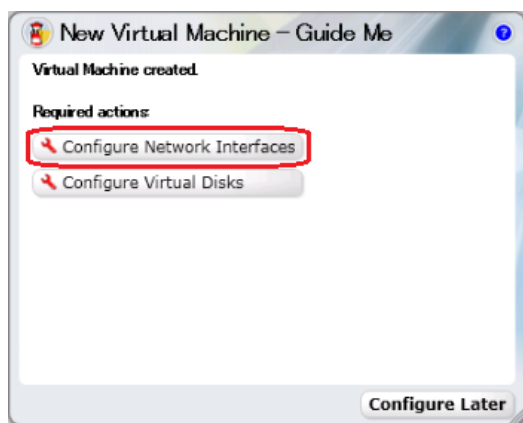 New Virtual Machine – Guide Me
?
Virtual Machine created.
Required actions:
Configure Network Interfaces
Configure Virtual Disks
Configure Later